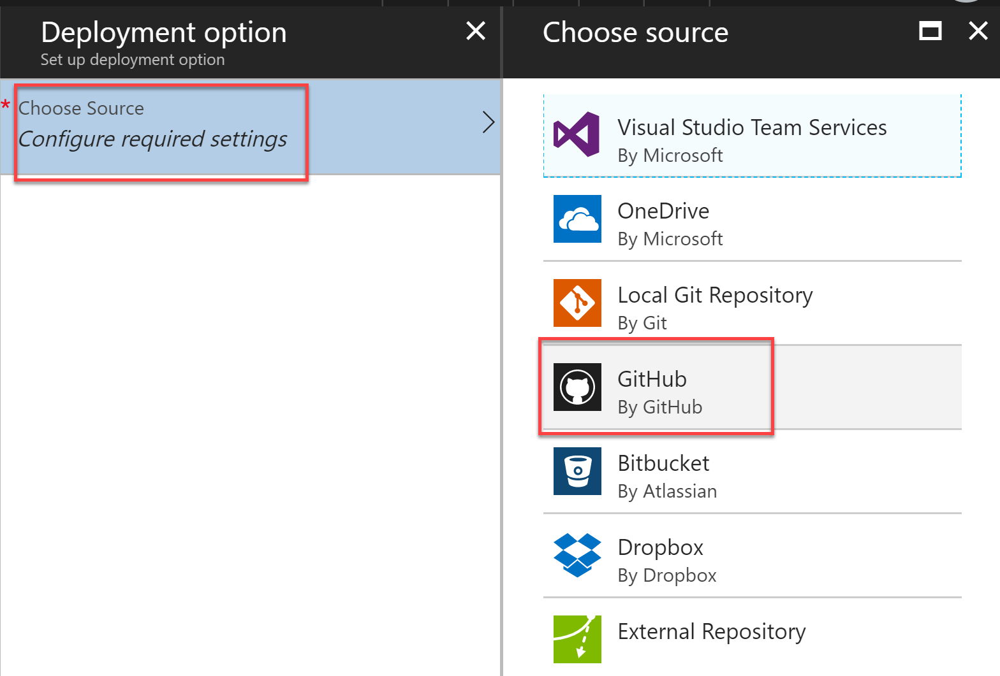 Deployment option
Set up deployment option
* Choose Source
Configure required settings
Choose source
Visual Studio Team Services
By Microsoft
OneDrive
By Microsoft
Local Git Repository
By Git
GitHub
By GitHub
Bitbucket
By Atlassian
Dropbox
By Dropbox
External Repository